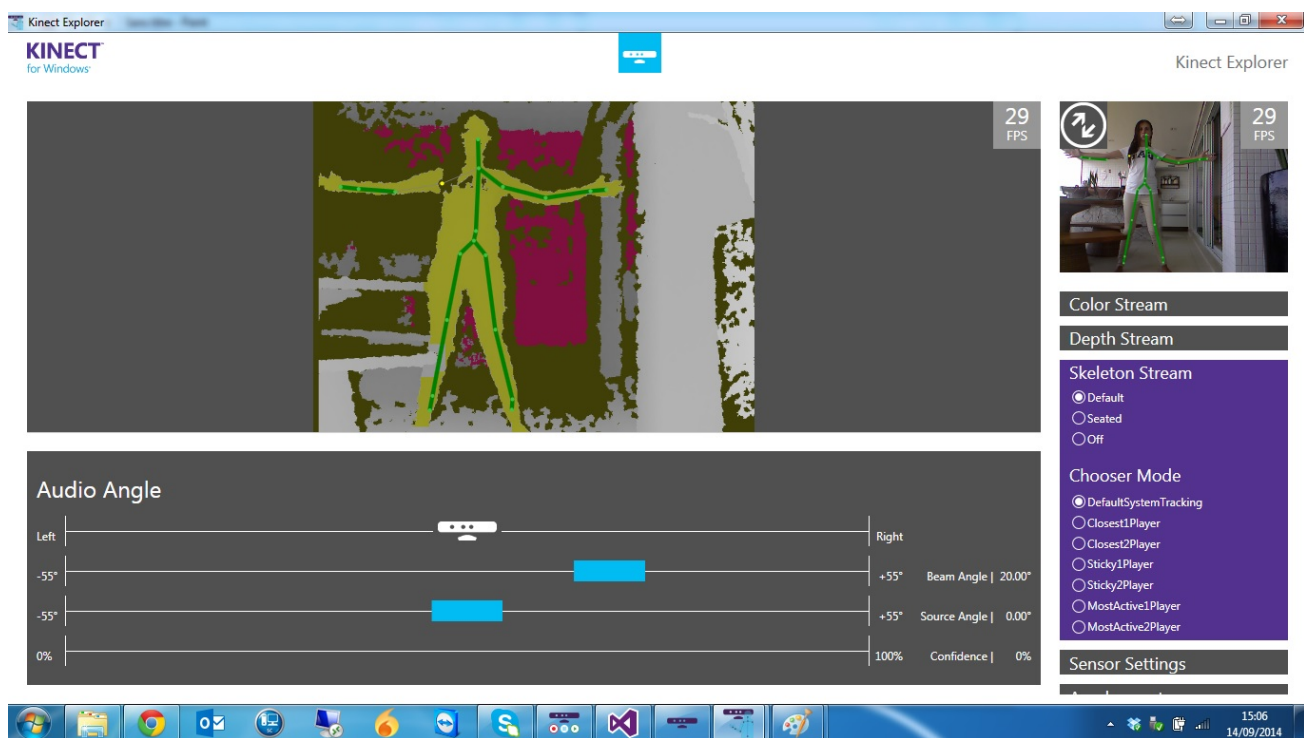 Kinect Explorer
KINECT
for Windows
Kinect Explorer
29
FPS
29
FPS
Color Stream
Depth Stream
Skeleton Stream
Default
Seated
Off
Chooser Mode
DefaultSystemTracking
Closest1Player
Closest2Player
Sticky1Player
Sticky2Player
MostActive1Player
MostActive2Player
Sensor Settings
Audio Angle
Left
Right
-55° +55° Beam Angle | 20.00°
-55° +55° Source Angle | 0.00°
0% 100% Confidence | 0%
15:06
14/09/2014